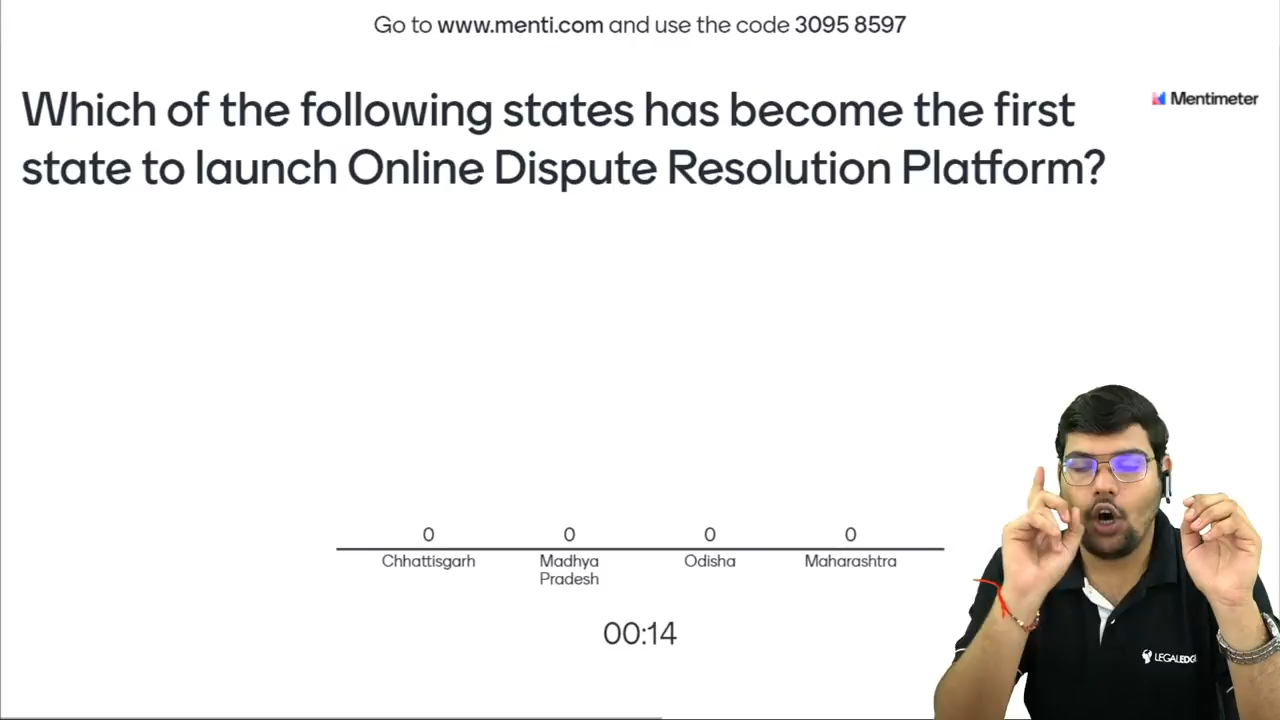 Go to www.menti.com and use the code 3095 8597
Which of the following states has become the first
state to launch Online Dispute Resolution Platform?
Mentimeter
0 0 0 0
Chhattisgarh Madhya Odisha Maharashtra
Pradesh
00:14
LEGALEDGE